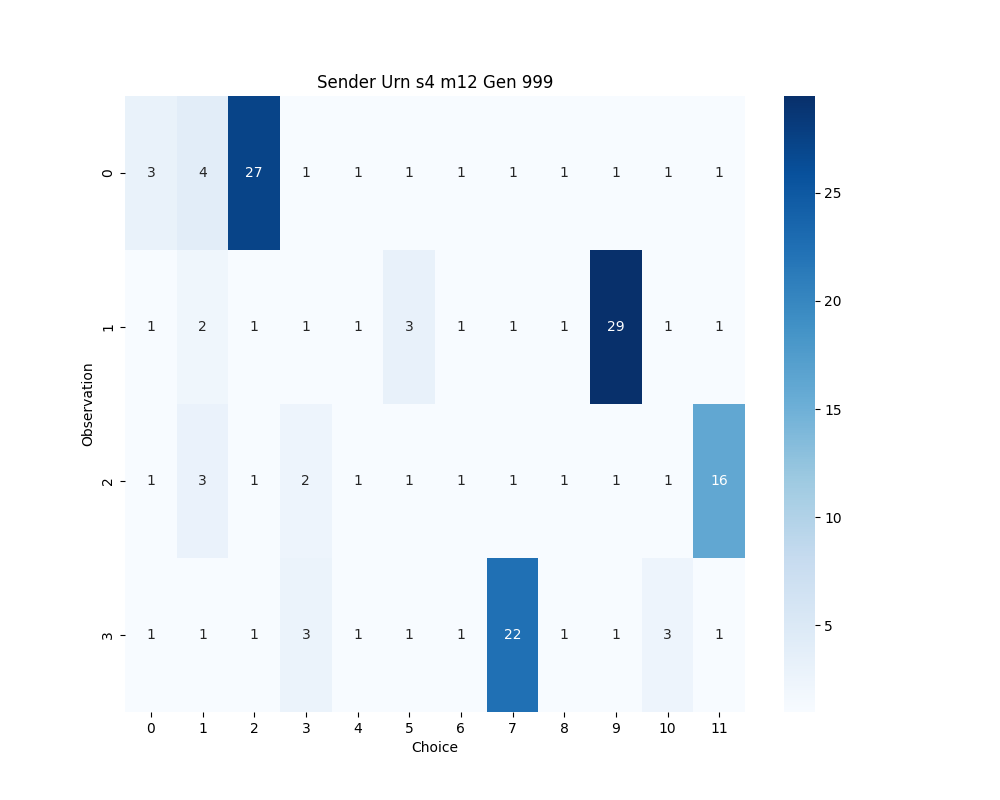 Sender Urn s4 m12 Gen 999
0 3 4 27 1 1 1 1 1 1 1 1 1
1 1 2 1 1 1 3 1 1 1 29 1 1
2 1 3 1 2 1 1 1 1 1 1 1 16
3 1 1 1 3 1 1 1 22 1 1 3 1
0 1 2 3 4 5 6 7 8 9 10 11
Choice
Observation
25
20
15
10
5